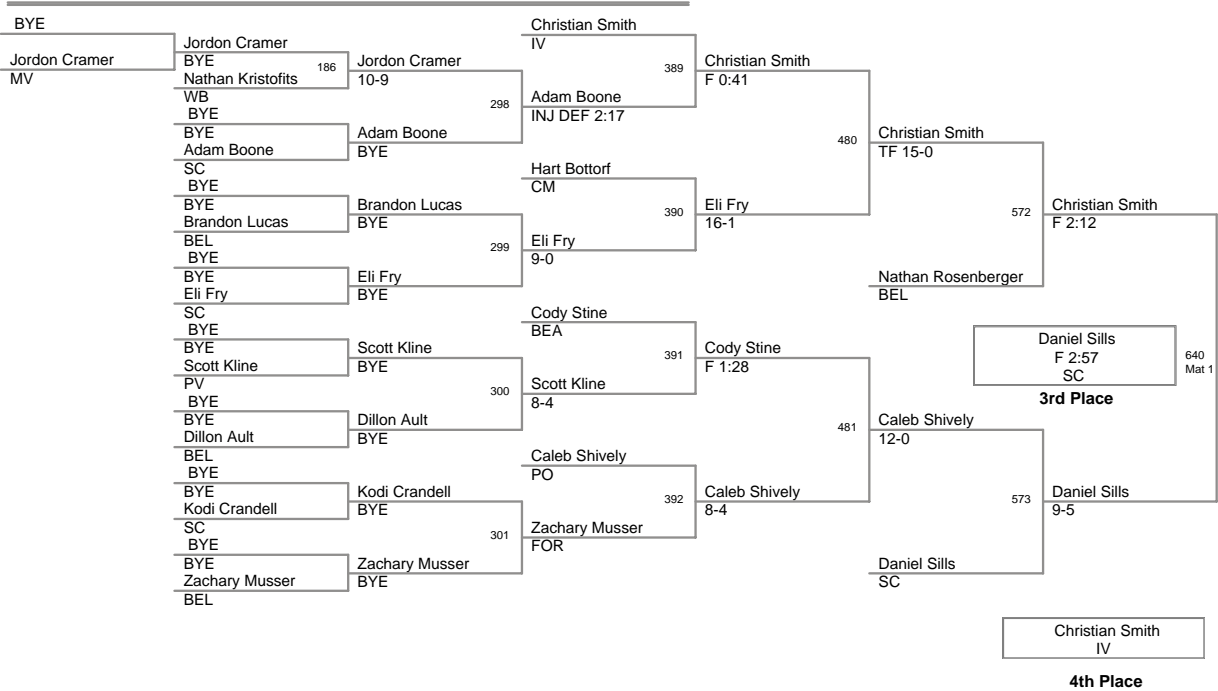 BYE
Jordon Cramer
MV
Jordon Cramer
BYE
Nathan Kristofits
WB
BYE
BYE
Adam Boone
SC
BYE
BYE
Brandon Lucas
BEL
BYE
BYE
Eli Fry
SC
BYE
BYE
Scott Kline
PV
BYE
BYE
Dillon Ault
BEL
BYE
BYE
Kodi Crandell
SC
BYE
BYE
Zachary Musser
BEL
186
Jordon Cramer
10-9
Adam Boone
BYE
Brandon Lucas
BYE
Eli Fry
BYE
Scott Kline
BYE
Dillon Ault
BYE
Kodi Crandell
BYE
Zachary Musser
BYE
298
299
300
301
Christian Smith
IV
Adam Boone
INJ DEF 2:17
Hart Bottorf
CM
Eli Fry
9-0
Cody Stine
BEA
Scott Kline
8-4
Caleb Shively
PO
Zachary Musser
FOR
389
390
391
392
Christian Smith
F 0:41
Eli Fry
16-1
Cody Stine
F 1:28
Caleb Shively
8-4
480
481
Christian Smith
TF 15-0
Nathan Rosenberger
BEL
Caleb Shively
12-0
Daniel Sills
SC
572
573
Christian Smith
F 2:12
Daniel Sills
9-5
Daniel Sills
F 2:57
SC
3rd Place
640
Mat 1
Christian Smith
IV
4th Place